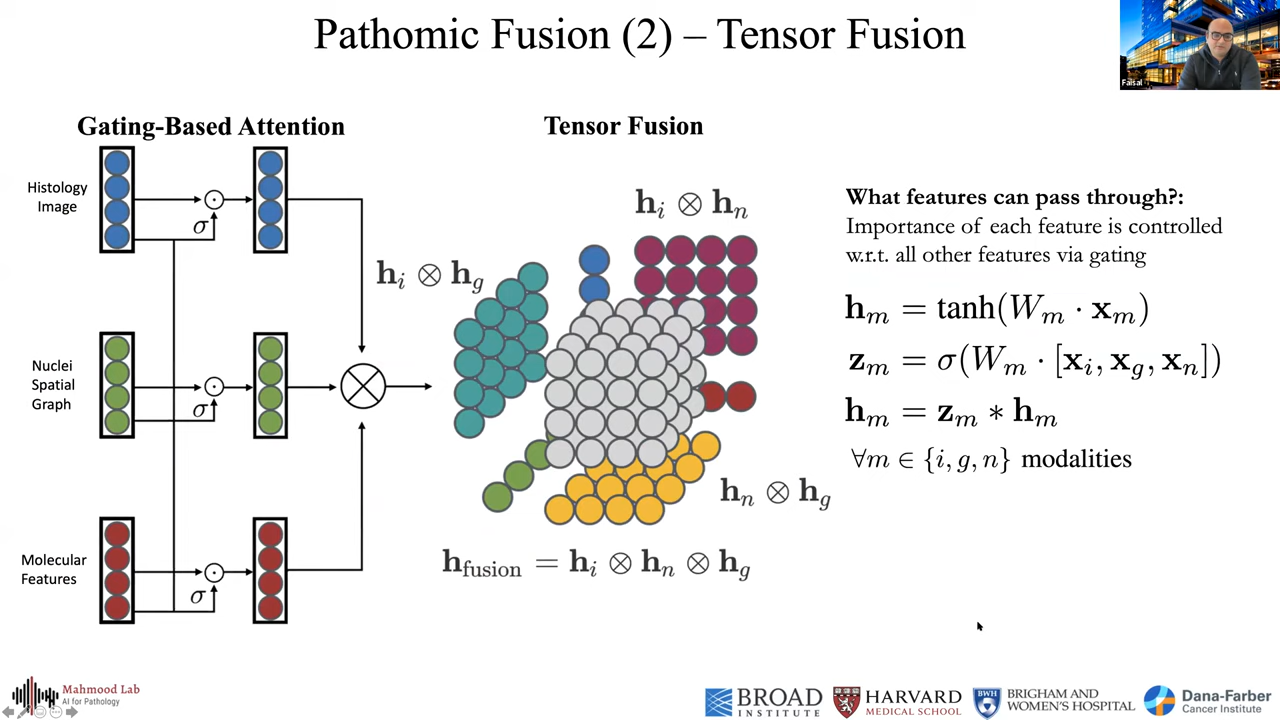 Pathomic Fusion (2) – Tensor Fusion
Faisal
Gating-Based Attention
Histology
Image
σ
Nuclei
Spatial
Graph
σ
Molecular
Features
σ
Tensor Fusion
h_i ⊗ h_n
h_i ⊗ h_g
h_n ⊗ h_g
h_fusion = h_i ⊗ h_n ⊗ h_g
What features can pass through?:
Importance of each feature is controlled
w.r.t. all other features via gating
h_m = tanh(W_m · x_m)
z_m = σ(W_m · [x_i, x_g, x_n])
h_m = z_m * h_m
∀m ∈ {i, g, n} modalities
Mahmood Lab
AI for Pathology
BROAD
INSTITUTE
HARVARD
MEDICAL SCHOOL
BWH
BRIGHAM AND
WOMEN'S HOSPITAL
Dana-Farber
Cancer Institute